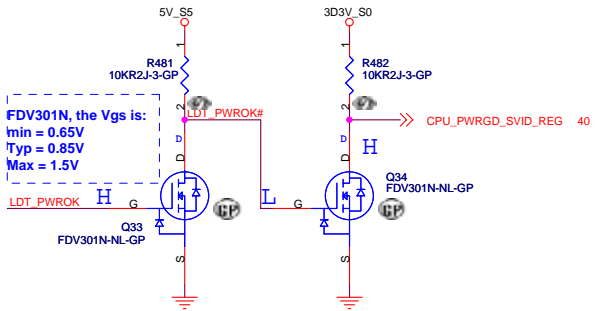 5V_S5
3D3V_S0
1
1
R481
10KR2J-3-GP
R482
10KR2J-3-GP
2
2
FDV301N, the Vgs is:
min = 0.65V
Typ = 0.85V
Max = 1.5V
LDT_PWROK#
CPU_PWRGD_SVID_REG 40
D
D
H
D
D
Q34
FDV301N-NL-GP
LDT_PWROK
H
G
GP
L
G
GP
Q33
FDV301N-NL-GP
S
S